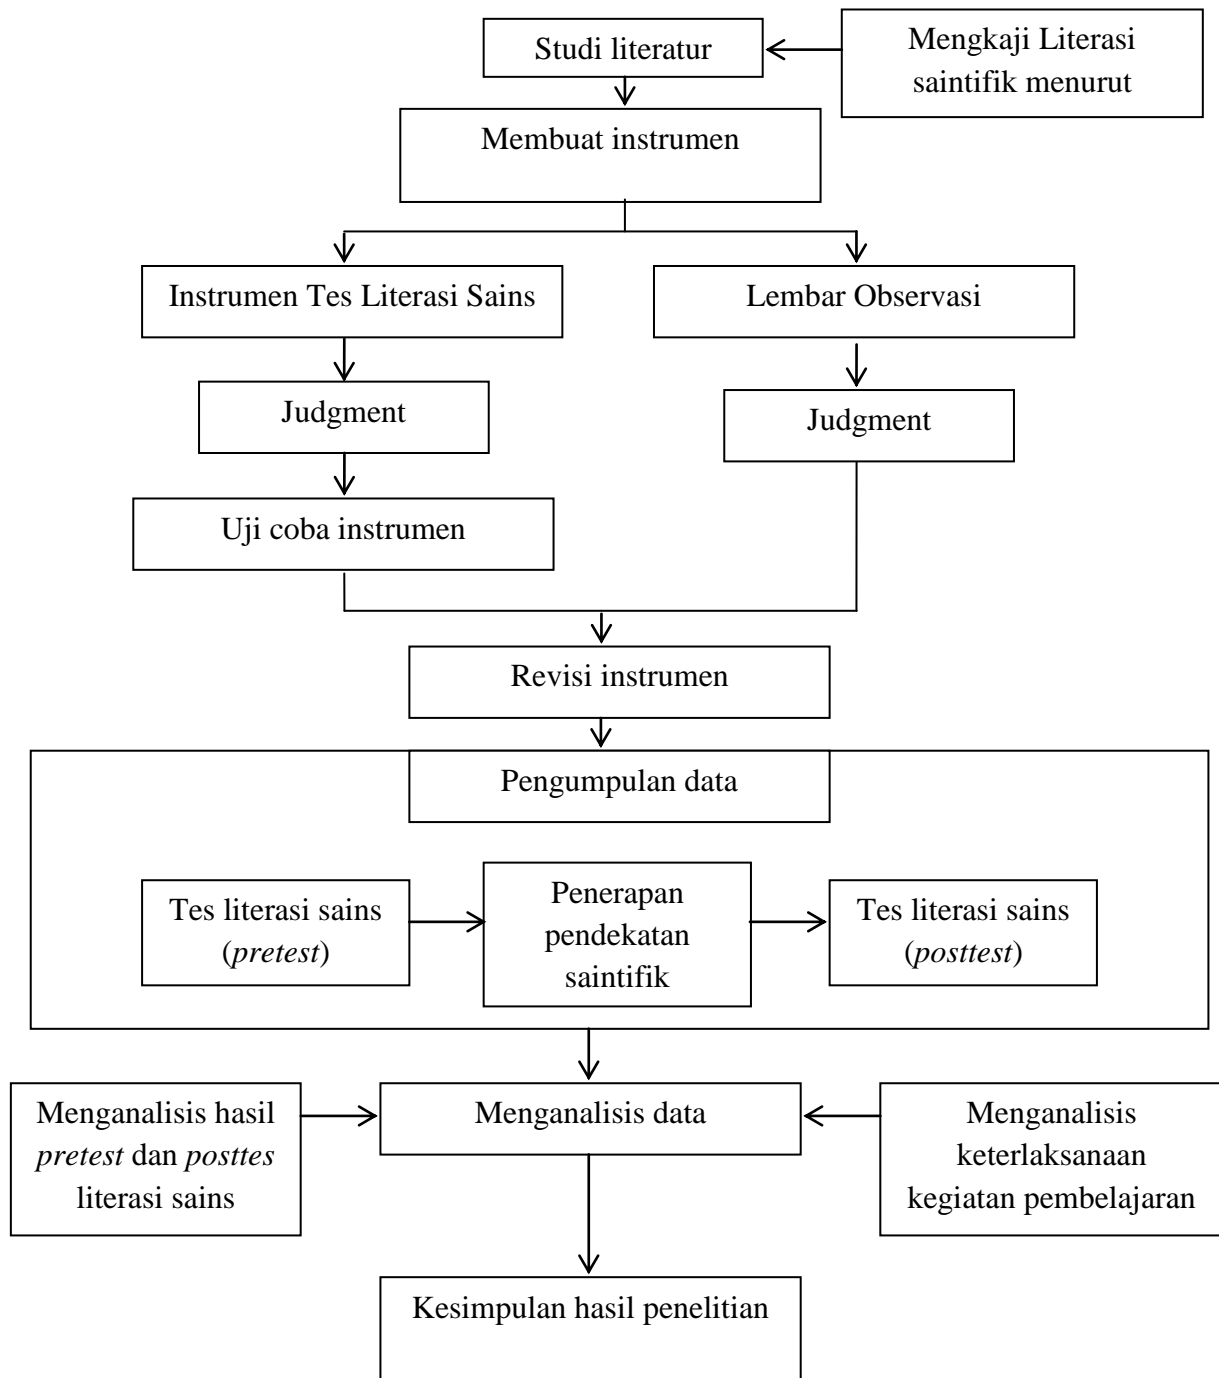 Studi literatur
Mengkaji Literasi
saintifik menurut
Membuat instrumen
Instrumen Tes Literasi Sains
Lembar Observasi
Judgment
Judgment
Uji coba instrumen
Revisi instrumen
Pengumpulan data
Tes literasi sains
(pretest)
Penerapan
pendekatan
saintifik
Tes literasi sains
(posttest)
Menganalisis hasil
pretest dan posttes
literasi sains
Menganalisis data
Menganalisis
keterlaksanaan
kegiatan pembelajaran
Kesimpulan hasil penelitian